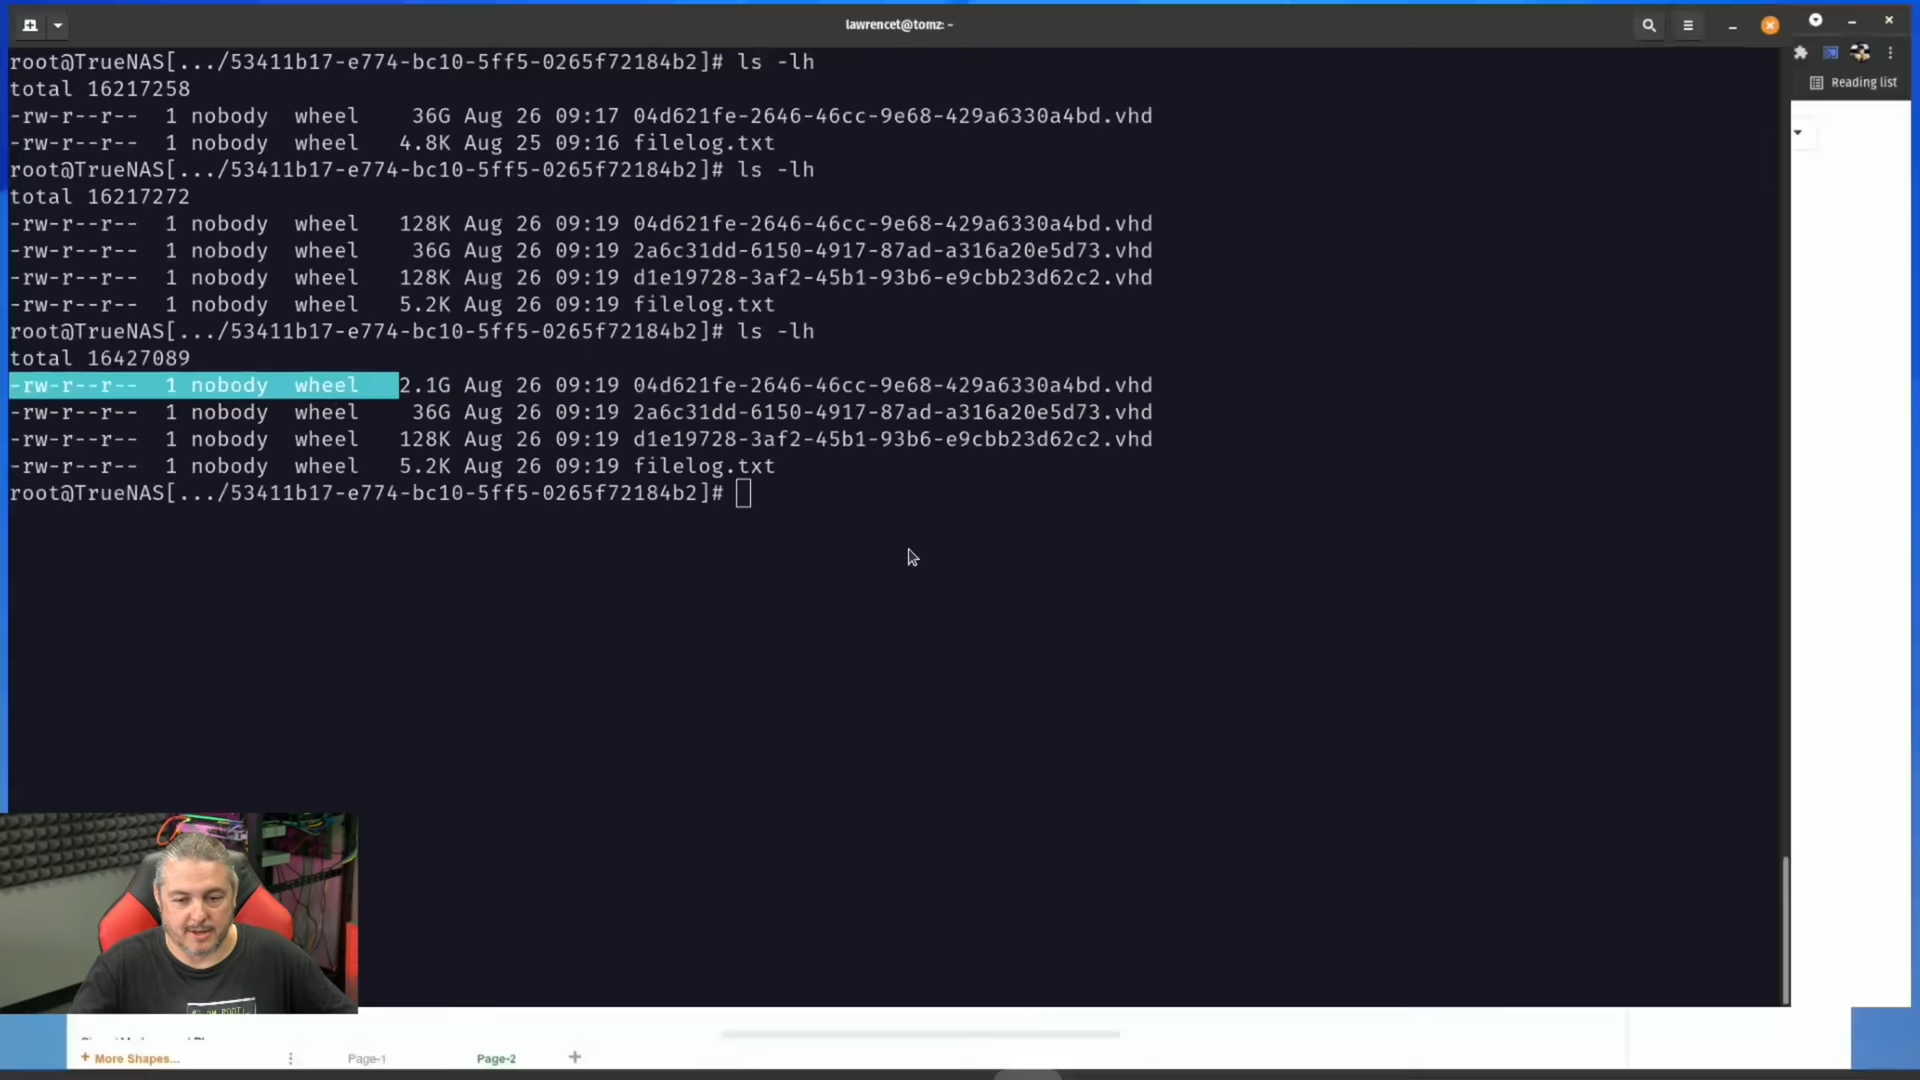 lawrencet@tomz: ~
Reading list
root@TrueNAS[.../53411b17-e774-bc10-5ff5-0265f72184b2]# ls -lh
total 16217258
-rw-r--r--  1 nobody  wheel    36G Aug 26 09:17 04d621fe-2646-46cc-9e68-429a6330a4bd.vhd
-rw-r--r--  1 nobody  wheel   4.8K Aug 25 09:16 filelog.txt
root@TrueNAS[.../53411b17-e774-bc10-5ff5-0265f72184b2]# ls -lh
total 16217272
-rw-r--r--  1 nobody  wheel   128K Aug 26 09:19 04d621fe-2646-46cc-9e68-429a6330a4bd.vhd
-rw-r--r--  1 nobody  wheel    36G Aug 26 09:19 2a6c31dd-6150-4917-87ad-a316a20e5d73.vhd
-rw-r--r--  1 nobody  wheel   128K Aug 26 09:19 d1e19728-3af2-45b1-93b6-e9cbb23d62c2.vhd
-rw-r--r--  1 nobody  wheel   5.2K Aug 26 09:19 filelog.txt
root@TrueNAS[.../53411b17-e774-bc10-5ff5-0265f72184b2]# ls -lh
total 16427089
-rw-r--r--  1 nobody  wheel   2.1G Aug 26 09:19 04d621fe-2646-46cc-9e68-429a6330a4bd.vhd
-rw-r--r--  1 nobody  wheel    36G Aug 26 09:19 2a6c31dd-6150-4917-87ad-a316a20e5d73.vhd
-rw-r--r--  1 nobody  wheel   128K Aug 26 09:19 d1e19728-3af2-45b1-93b6-e9cbb23d62c2.vhd
-rw-r--r--  1 nobody  wheel   5.2K Aug 26 09:19 filelog.txt
root@TrueNAS[.../53411b17-e774-bc10-5ff5-0265f72184b2]#
+ More Shapes...
Page-1
Page-2